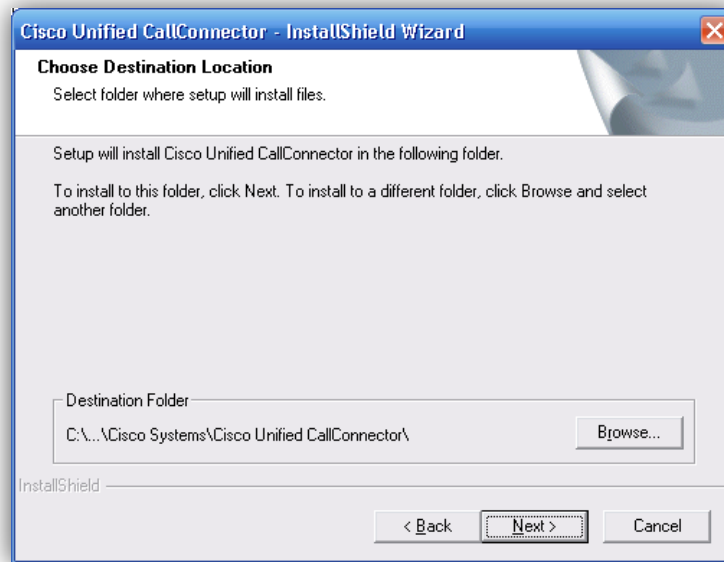 Cisco Unified CallConnector - InstallShield Wizard
Choose Destination Location
Select folder where setup will install files.
Setup will install Cisco Unified CallConnector in the following folder.
To install to this folder, click Next. To install to a different folder, click Browse and select
another folder.
Destination Folder
C:\...\Cisco Systems\Cisco Unified CallConnector\
Browse...
InstallShield
< Back
Next >
Cancel